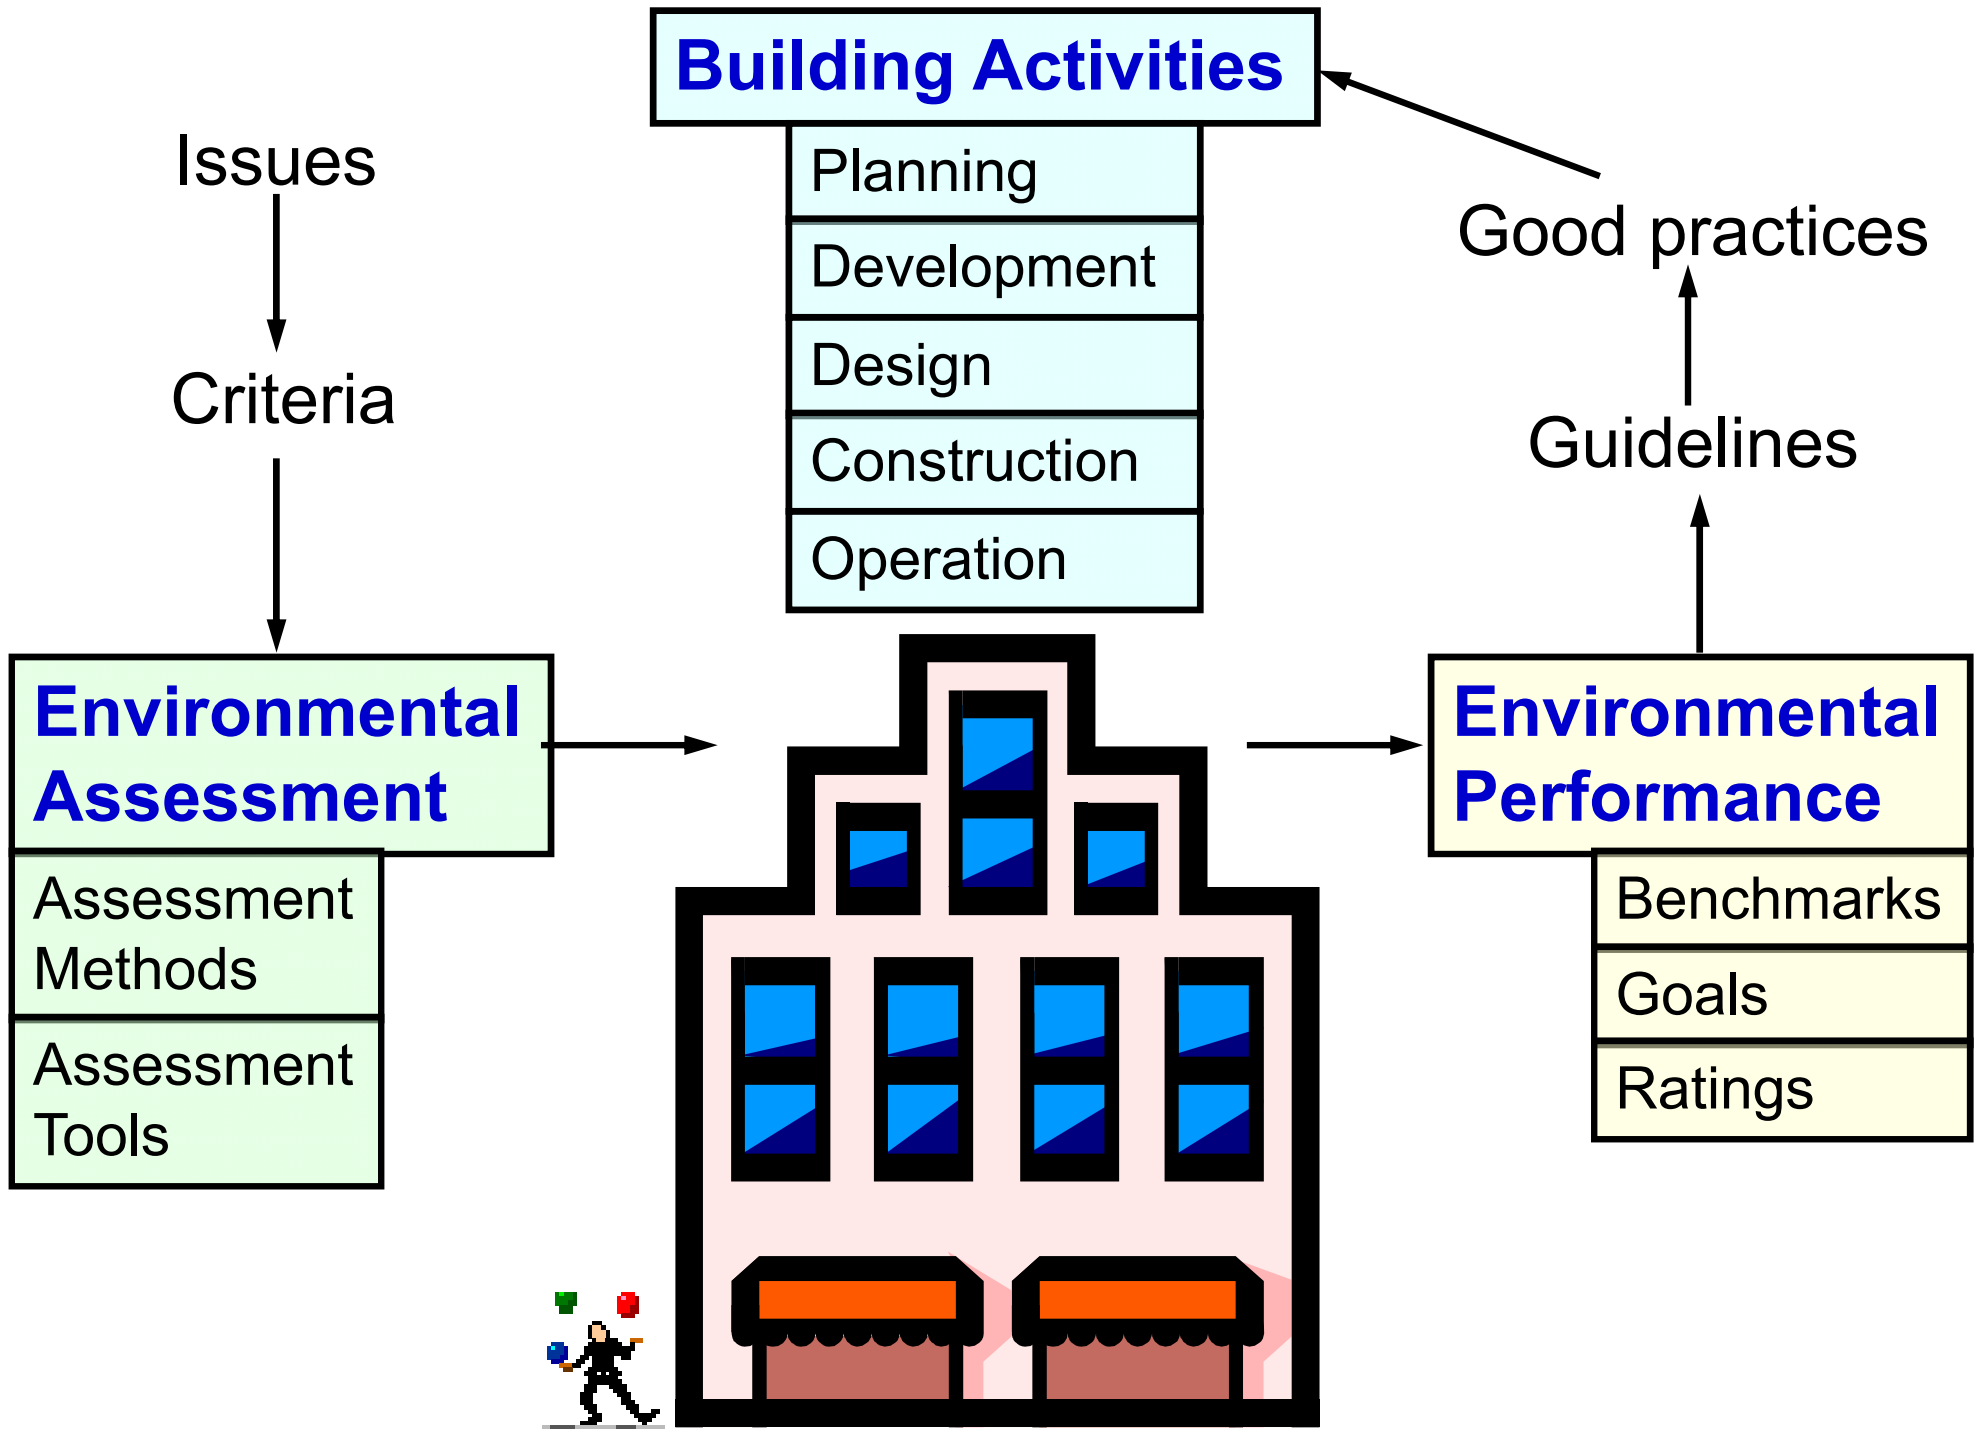 Building Activities
Planning
Development
Design
Construction
Operation
Issues
Criteria
Environmental
Assessment
Assessment
Methods
Assessment
Tools
Good practices
Guidelines
Environmental
Performance
Benchmarks
Goals
Ratings